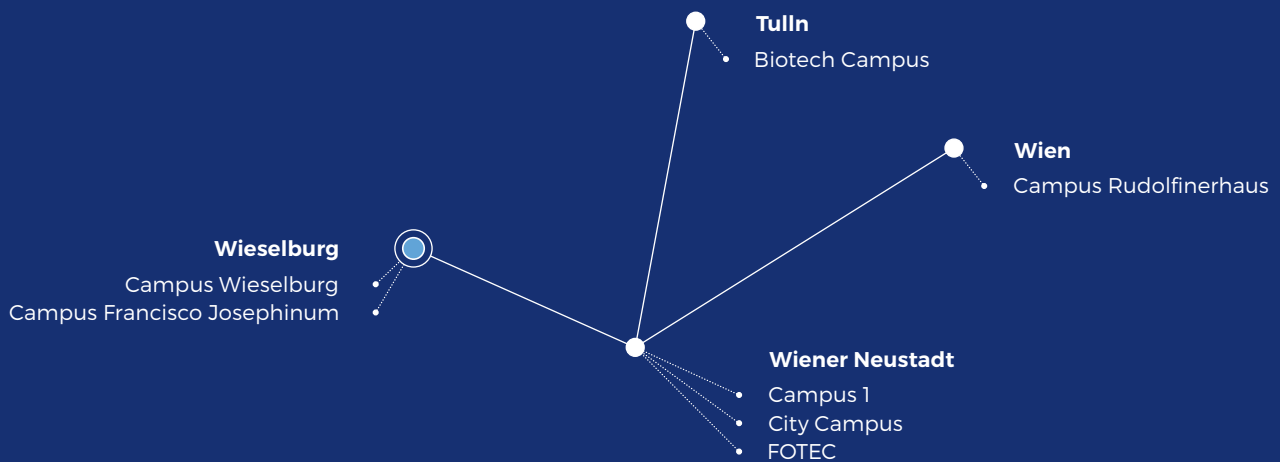 Tulln
Biotech Campus
Wien
Campus Rudolfinerhaus
Wieselburg
Campus Wieselburg
Campus Francisco Josephinum
Wiener Neustadt
Campus 1
City Campus
FOTEC